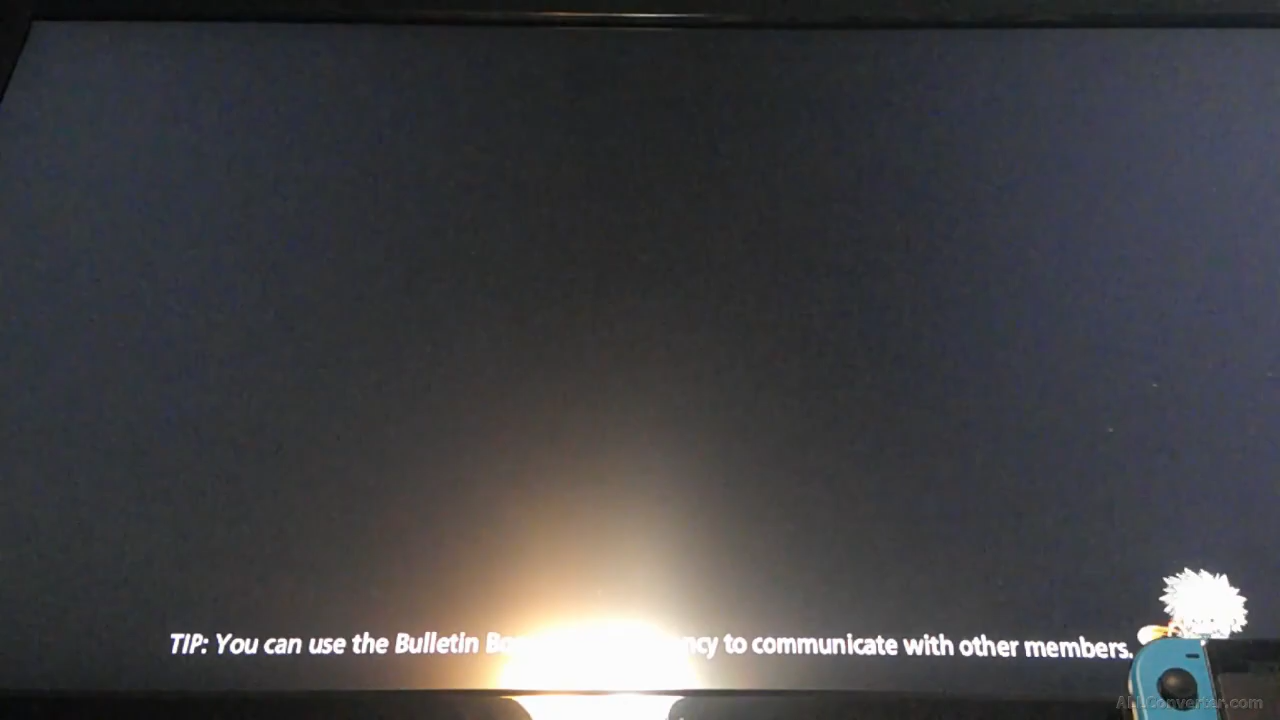 TIP: You can use the Bulletin Bo ncy to communicate with other members.
ALLConverter.com